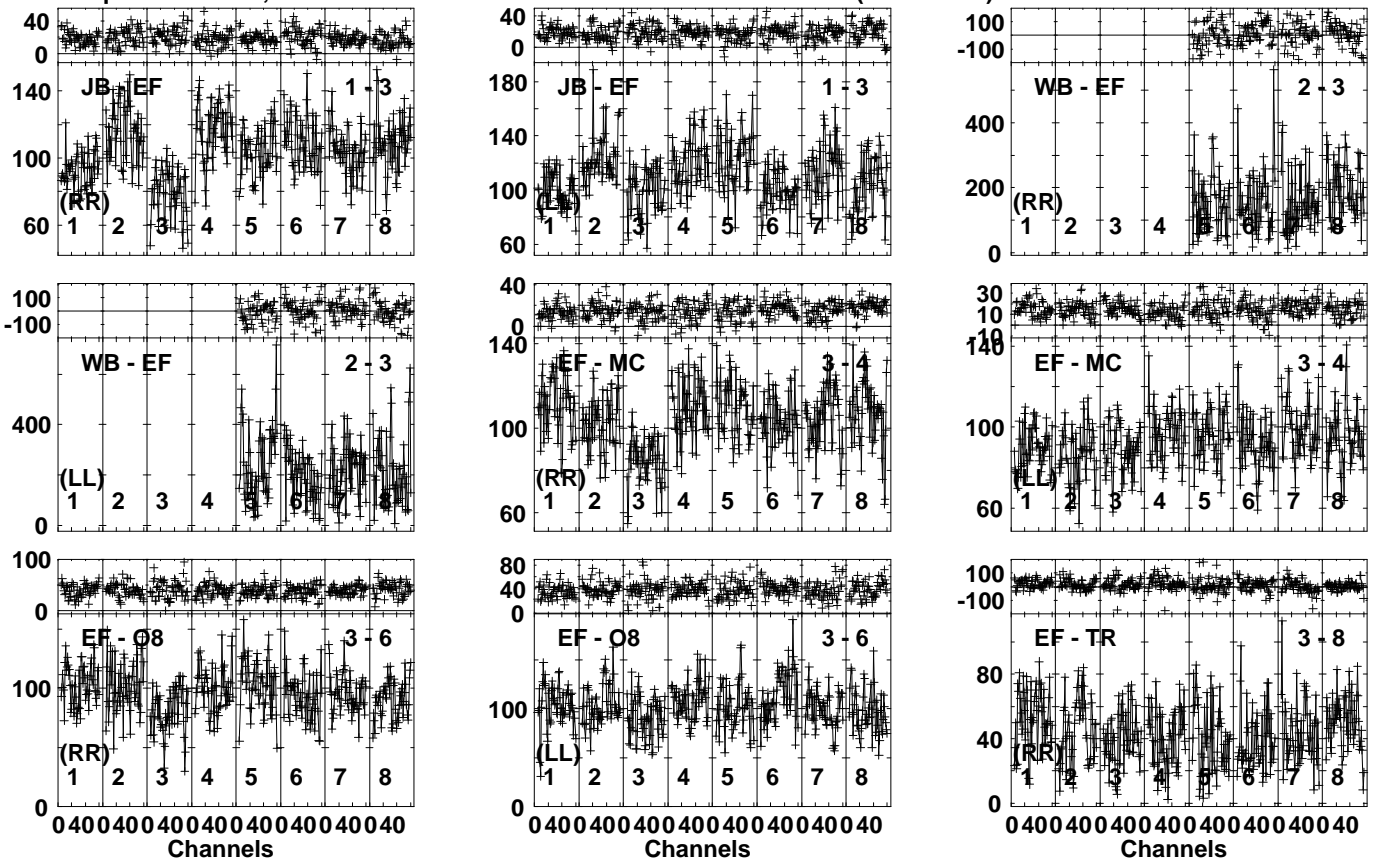 40 0 JB - EF 1 - 3 140 100 60 (RR) 1 2 3 4 5 6 7 8
40 0 JB - EF 1 - 3 180 140 100 60 (LL) 1 2 3 4 5 6 7 8
100 -100 WB - EF 2 - 3 400 200 0 (RR) 1 2 3 4 5 6 7 8
100 -100 WB - EF 2 - 3 400 0 (LL) 1 2 3 4 5 6 7 8
40 0 EF - MC 3 - 4 140 100 60 (RR) 1 2 3 4 5 6 7 8
30 10 -10 EF - MC 3 - 4 140 100 60 (LL) 1 2 3 4 5 6 7 8
100 0 EF - O8 3 - 6 100 0 (RR) 1 2 3 4 5 6 7 8
80 40 0 EF - O8 3 - 6 100 0 (LL) 1 2 3 4 5 6 7 8
100 -100 EF - TR 3 - 8 80 40 0 (RR) 1 2 3 4 5 6 7 8
0 40 0 40 0 40 0 40 0 40 0 40 0 40 0 40
0 40 0 40 0 40 0 40 0 40 0 40 0 40 0 40
0 40 0 40 0 40 0 40 0 40 0 40 0 40 0 40
Channels
Channels
Channels